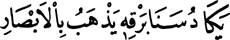 يَكَادُ سَنَا بَرْقِهٖ يَذْهَبُ بِالْاَبْصَارِ